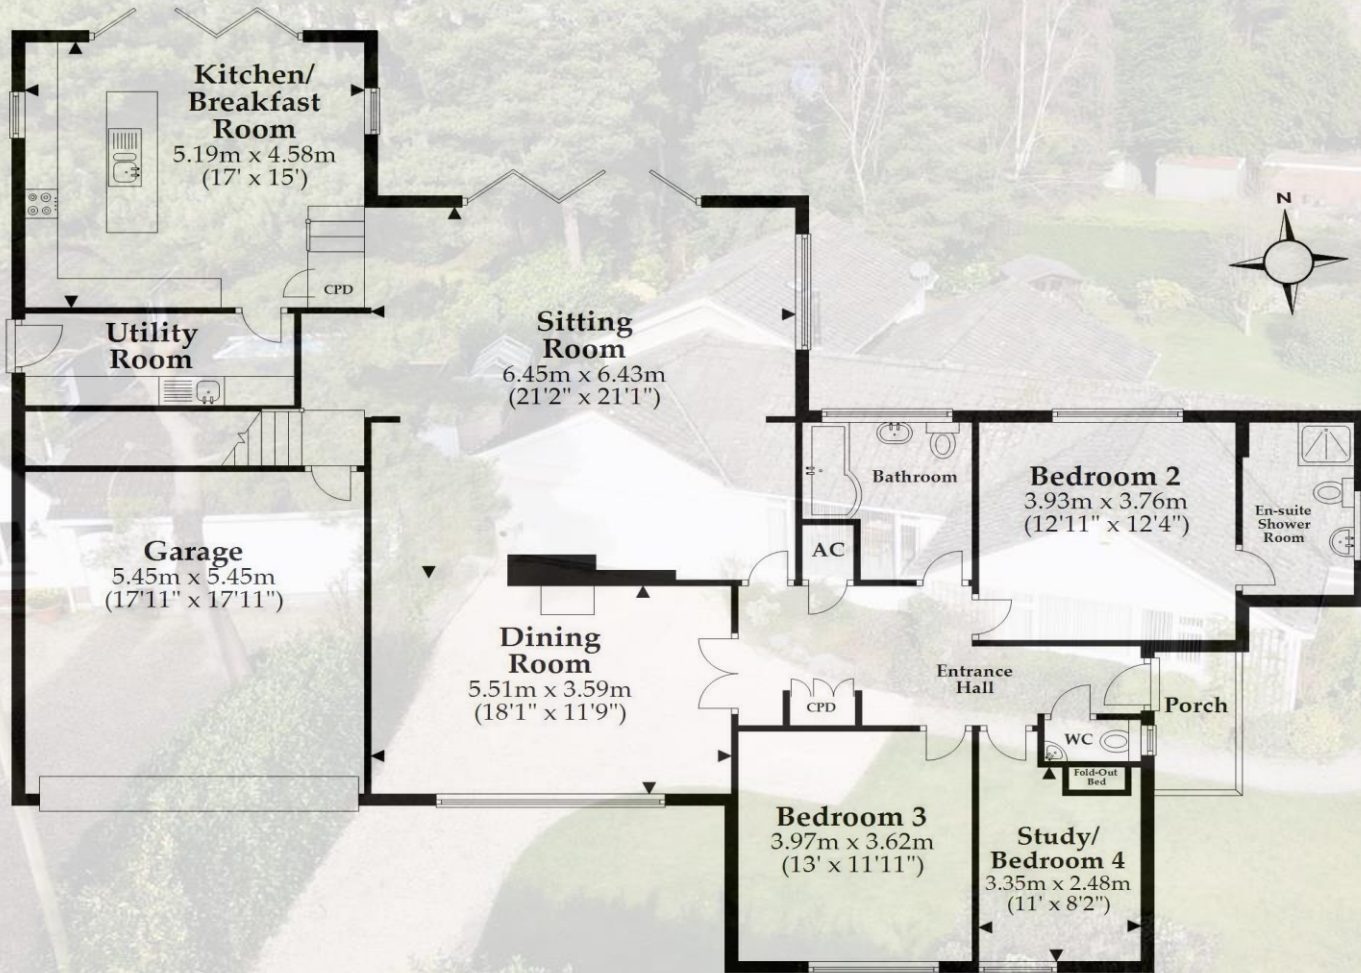 Kitchen/
Breakfast
Room
5.19m x 4.58m
(17' x 15')
N
CPD
Utility
Room
Sitting
Room
6.45m x 6.43m
(21'2" x 21'1")
Bathroom
Bedroom 2
3.93m x 3.76m
(12'11" x 12'4")
En-suite
Shower
Room
AC
Garage
5.45m x 5.45m
(17'11" x 17'11")
Dining
Room
5.51m x 3.59m
(18'1" x 11'9")
Entrance
Hall
CPD
Porch
WC
Fold-Out
Bed
Bedroom 3
3.97m x 3.62m
(13' x 11'11")
Study/
Bedroom 4
3.35m x 2.48m
(11' x 8'2")